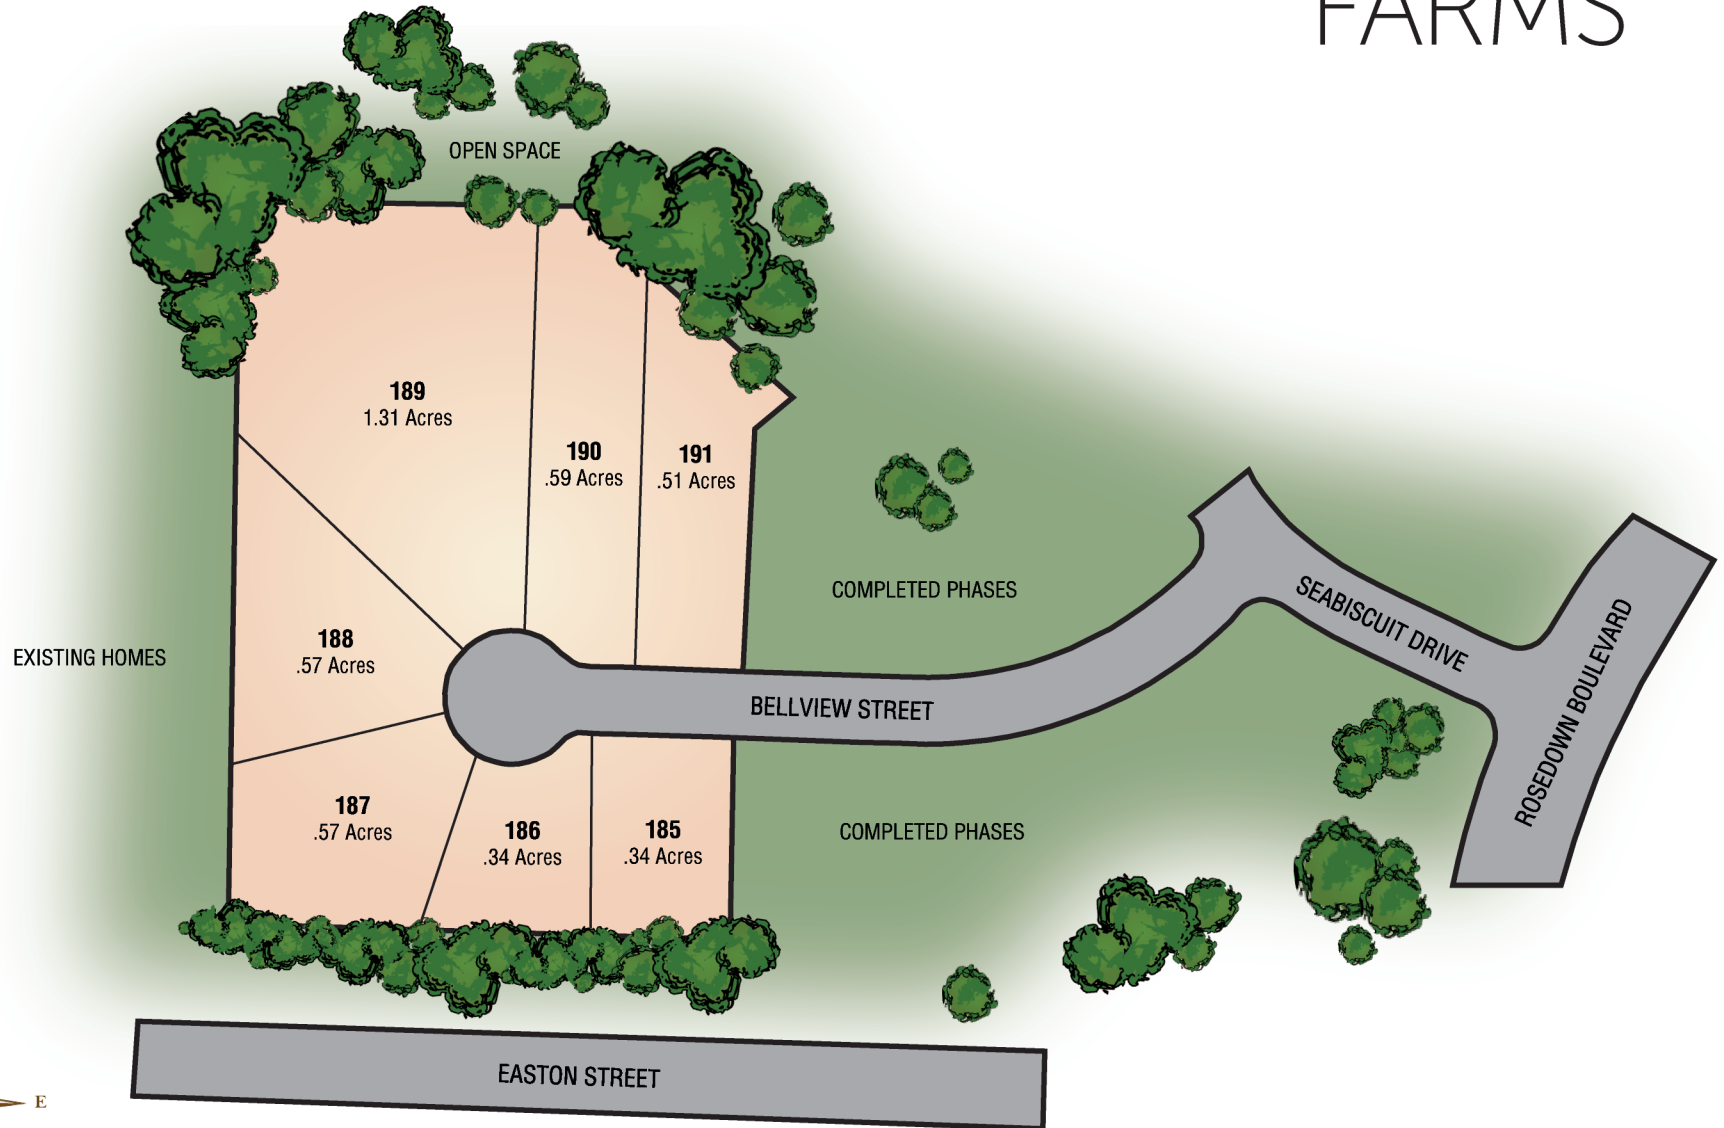 FARMS
OPEN SPACE
189
1.31 Acres
190
.59 Acres
191
.51 Acres
COMPLETED PHASES
SEABISCUIT DRIVE
ROSEDOWN BOULEVARD
188
.57 Acres
EXISTING HOMES
BELLVIEW STREET
187
.57 Acres
186
.34 Acres
185
.34 Acres
COMPLETED PHASES
EASTON STREET
E